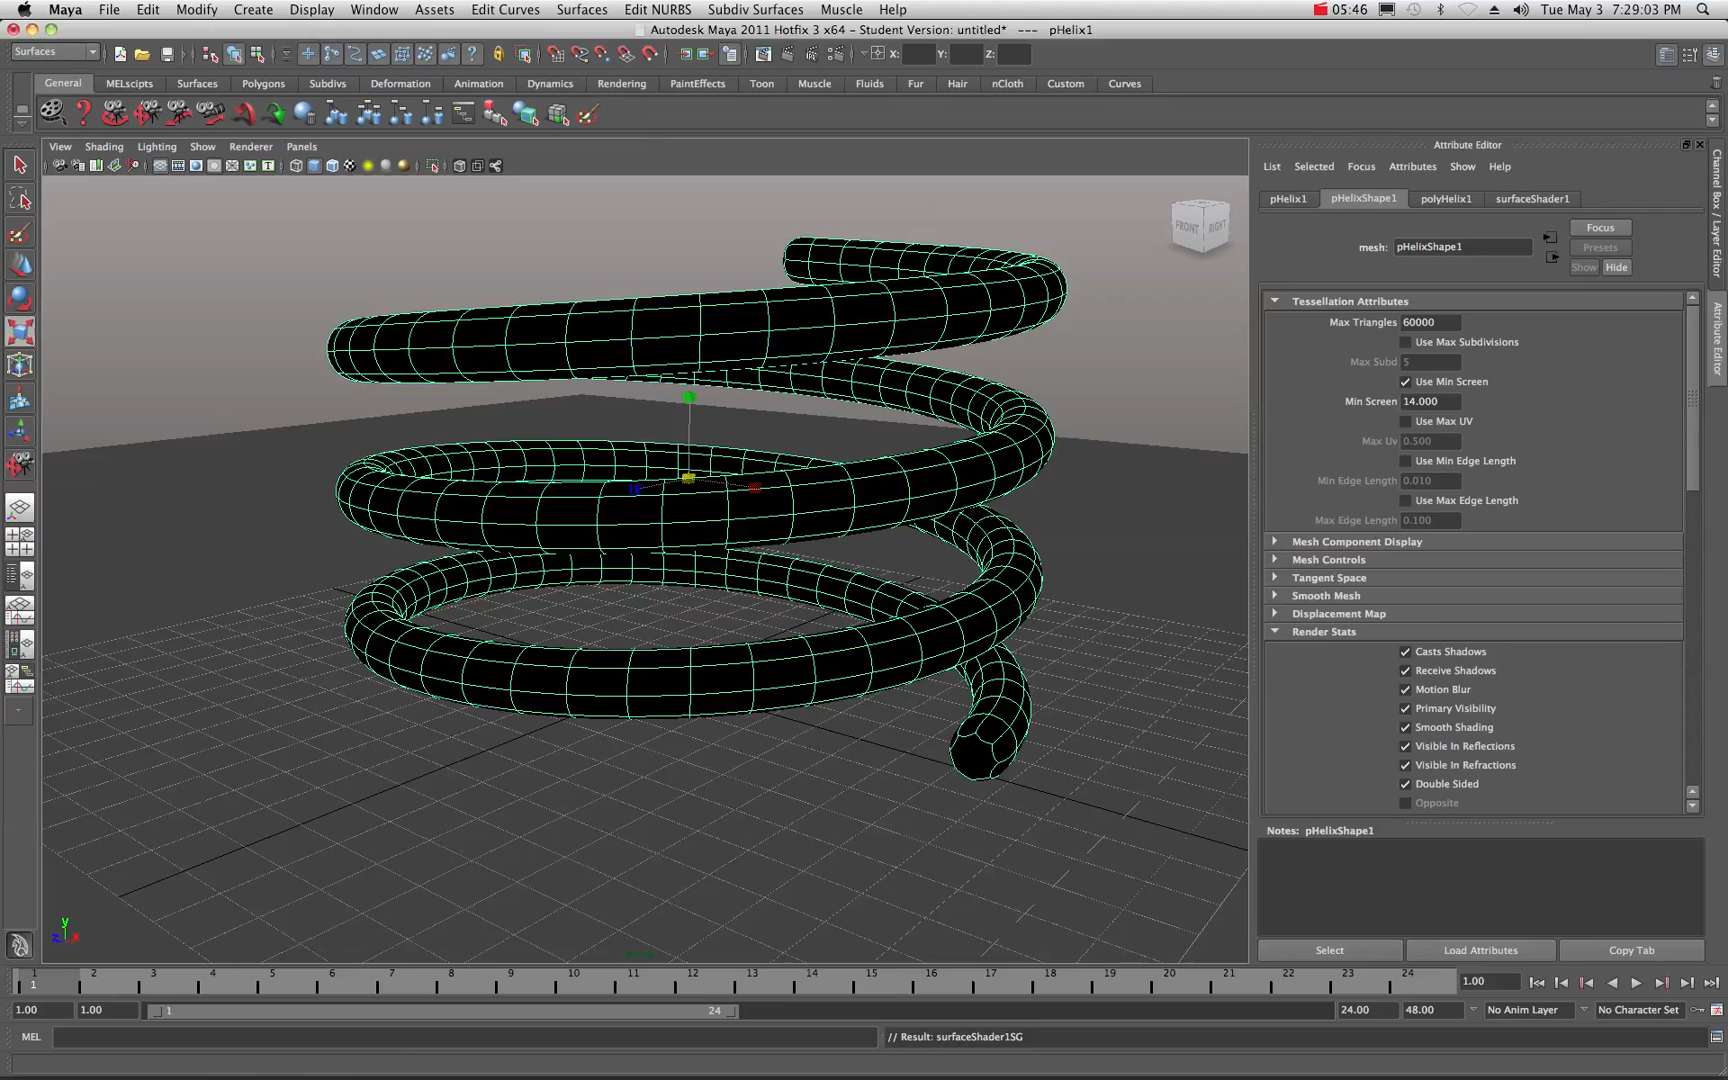 Maya File Edit Modify Create Display Window Assets Edit Curves Surfaces Edit NURBS Subdiv Surfaces Muscle Help 05:46 Tue May 3 7:29:03 PM
Autodesk Maya 2011 Hotfix 3 x64 - Student Version: untitled* --- pHelix1
Surfaces X: Y: Z:
General MELscipts Surfaces Polygons Subdivs Deformation Animation Dynamics Rendering PaintEffects Toon Muscle Fluids Fur Hair nCloth Custom Curves
View Shading Lighting Show Renderer Panels
FRONT RIGHT
y
z x
Attribute Editor
List Selected Focus Attributes Show Help
pHelix1 pHelixShape1 polyHelix1 surfaceShader1
mesh: pHelixShape1
Focus
Presets
Show Hide
Tessellation Attributes
Max Triangles 60000
Use Max Subdivisions
Max Subd 5
Use Min Screen
Min Screen 14.000
Use Max UV
Max Uv 0.500
Use Min Edge Length
Min Edge Length 0.010
Use Max Edge Length
Max Edge Length 0.100
Mesh Component Display
Mesh Controls
Tangent Space
Smooth Mesh
Displacement Map
Render Stats
Casts Shadows
Receive Shadows
Motion Blur
Primary Visibility
Smooth Shading
Visible In Reflections
Visible In Refractions
Double Sided
Opposite
Notes: pHelixShape1
Select Load Attributes Copy Tab
Channel Box / Layer Editor
Attribute Editor
1 2 3 4 5 6 7 8 9 10 11 12 13 14 15 16 17 18 19 20 21 22 23 24
1 1.00
1.00 1.00 1 24 24.00 48.00 No Anim Layer No Character Set
MEL // Result: surfaceShader1SG